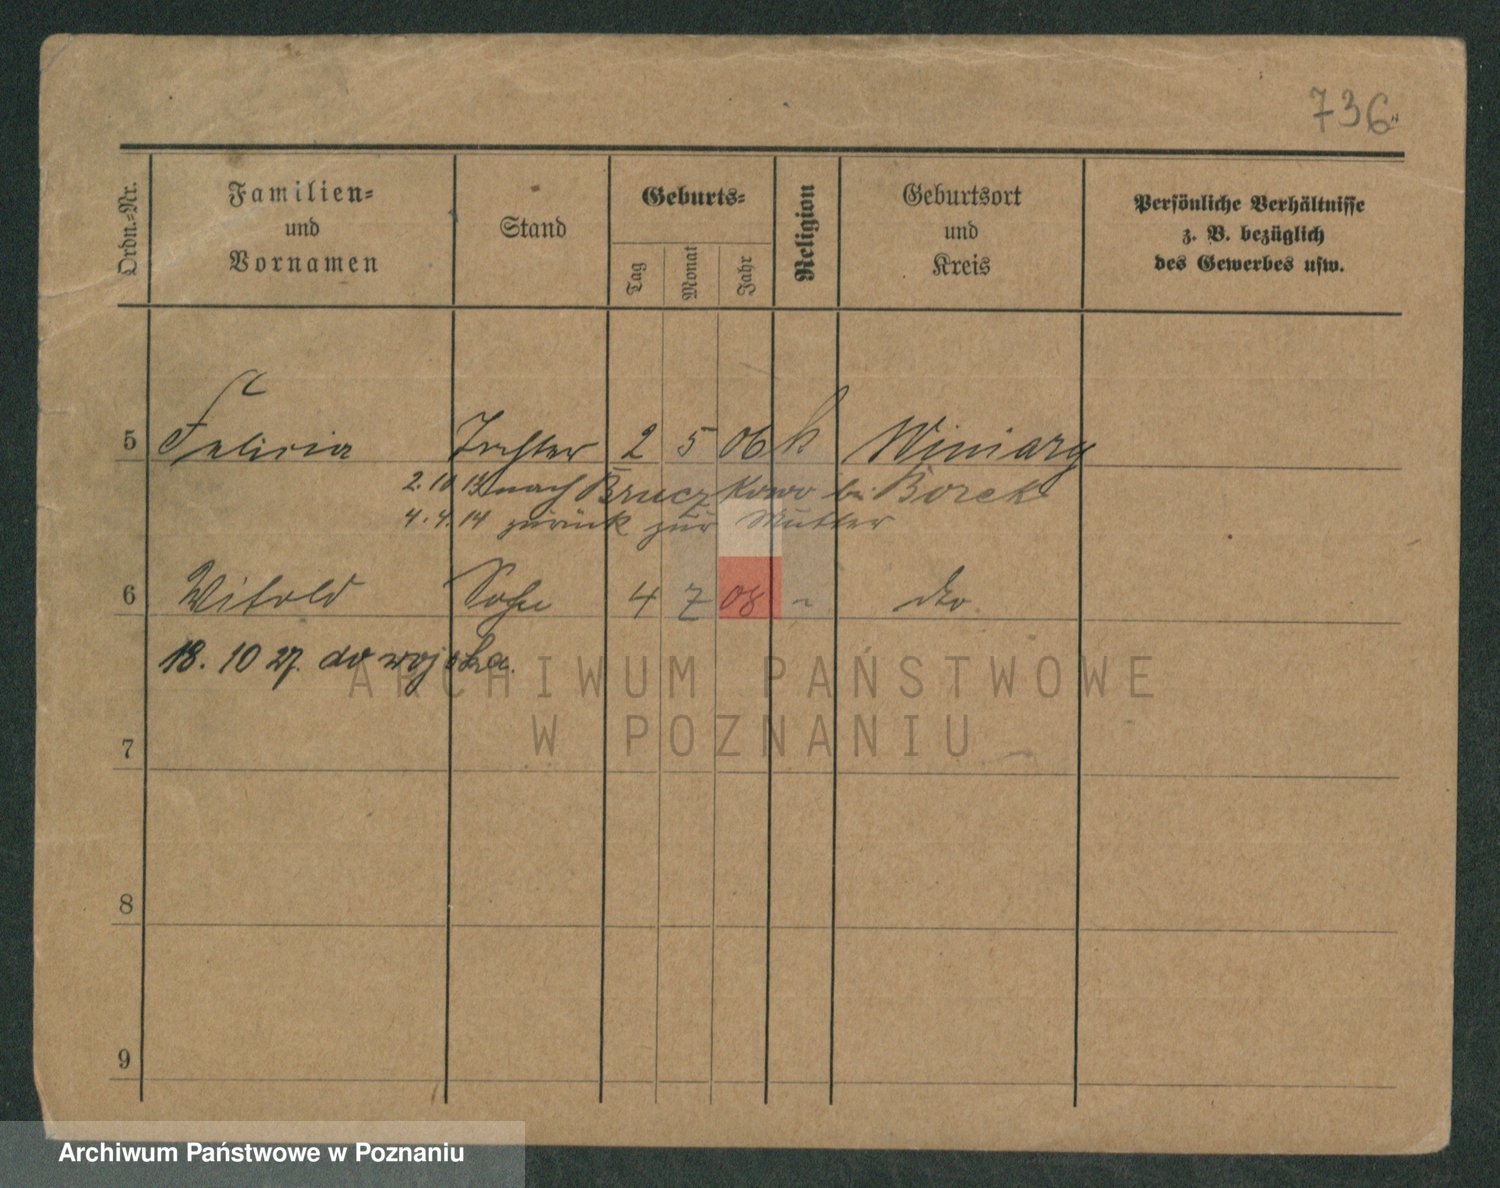 736
Ordn.-Nr.
Familien-
und
Vornamen
Stand
Geburts-
Tag
Monat
Jahr
Religion
Geburtsort
und
Kreis
Persönliche Verhältnisse
z. B. bezüglich
des Gewerbes usw.
5 Felicia Tochter 2 5 06 k Winiary
2.10.13 nach Bruczkowo bei Borek
4.4.14 zurück zur Mutter
6 Witold Sohn 4 7 08 " dto
18. 10 27. do wojska.
7
8
9
ARCHIWUM PAŃSTWOWE
W POZNANIU
Archiwum Państwowe w Poznaniu